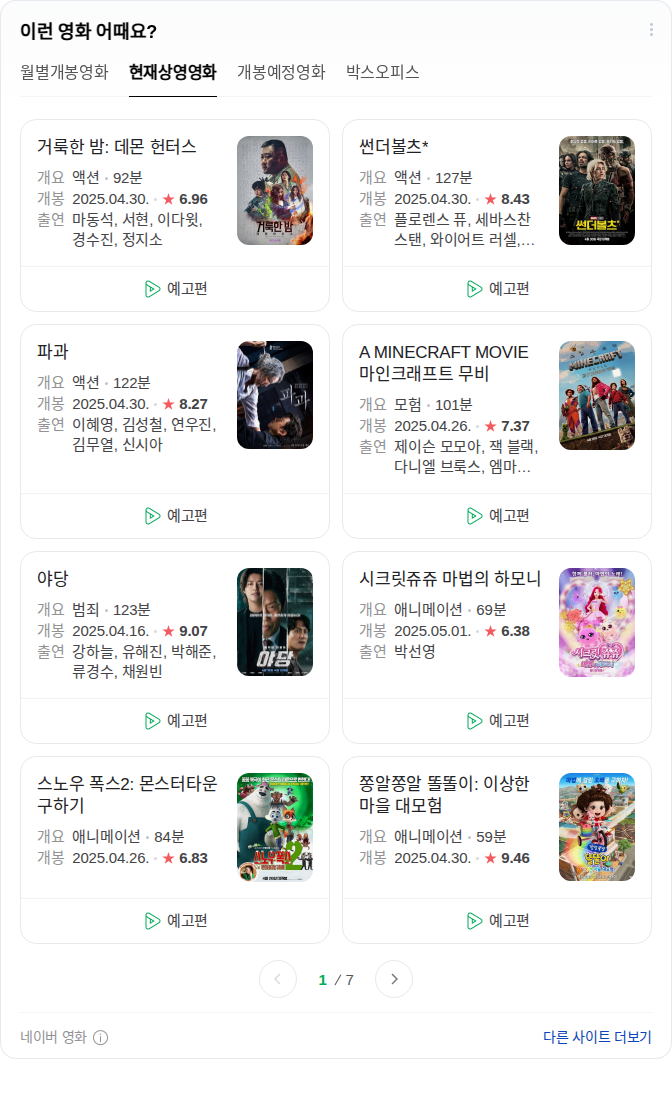 이런 영화 어때요?
월별개봉영화 현재상영영화 개봉예정영화 박스오피스
거룩한 밤: 데몬 헌터스
개요 액션 · 92분
개봉 2025.04.30. · ★ 6.96
출연 마동석, 서현, 이다윗,
경수진, 정지소
거룩한 밤
예고편
썬더볼츠*
개요 액션 · 127분
개봉 2025.04.30. · ★ 8.43
출연 플로렌스 퓨, 세바스찬
스탠, 와이어트 러셀,...
썬더볼츠*
예고편
파과
개요 액션 · 122분
개봉 2025.04.30. · ★ 8.27
출연 이혜영, 김성철, 연우진,
김무열, 신시아
파과
예고편
A MINECRAFT MOVIE
마인크래프트 무비
개요 모험 · 101분
개봉 2025.04.26. · ★ 7.37
출연 제이슨 모모아, 잭 블랙,
다니엘 브룩스, 엠마...
MINECRAFT
예고편
야당
개요 범죄 · 123분
개봉 2025.04.16. · ★ 9.07
출연 강하늘, 유해진, 박해준,
류경수, 채원빈
야당
예고편
시크릿쥬쥬 마법의 하모니
개요 애니메이션 · 69분
개봉 2025.05.01. · ★ 6.38
출연 박선영
시크릿 쥬쥬
예고편
스노우 폭스2: 몬스터타운
구하기
개요 애니메이션 · 84분
개봉 2025.04.26. · ★ 6.83
스노우폭스2
예고편
쫑알쫑알 똘똘이: 이상한
마을 대모험
개요 애니메이션 · 59분
개봉 2025.04.30. · ★ 9.46
똘똘이
예고편
1 / 7
네이버 영화
다른 사이트 더보기